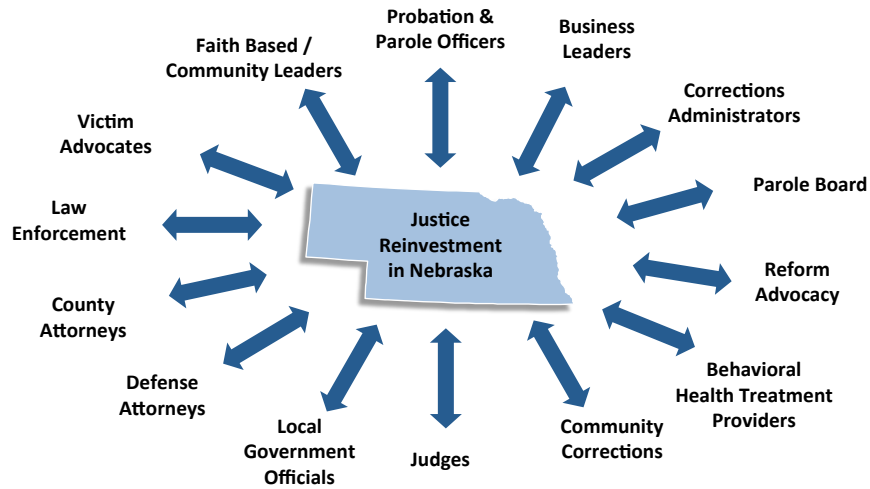 Probation &
Parole Officers
Business
Leaders
Faith Based /
Community Leaders
Corrections
Administrators
Victim
Advocates
Parole Board
Law
Enforcement
Justice
Reinvestment
in Nebraska
Reform
Advocacy
County
Attorneys
Behavioral
Health Treatment
Providers
Defense
Attorneys
Local
Government
Officials
Judges
Community
Corrections